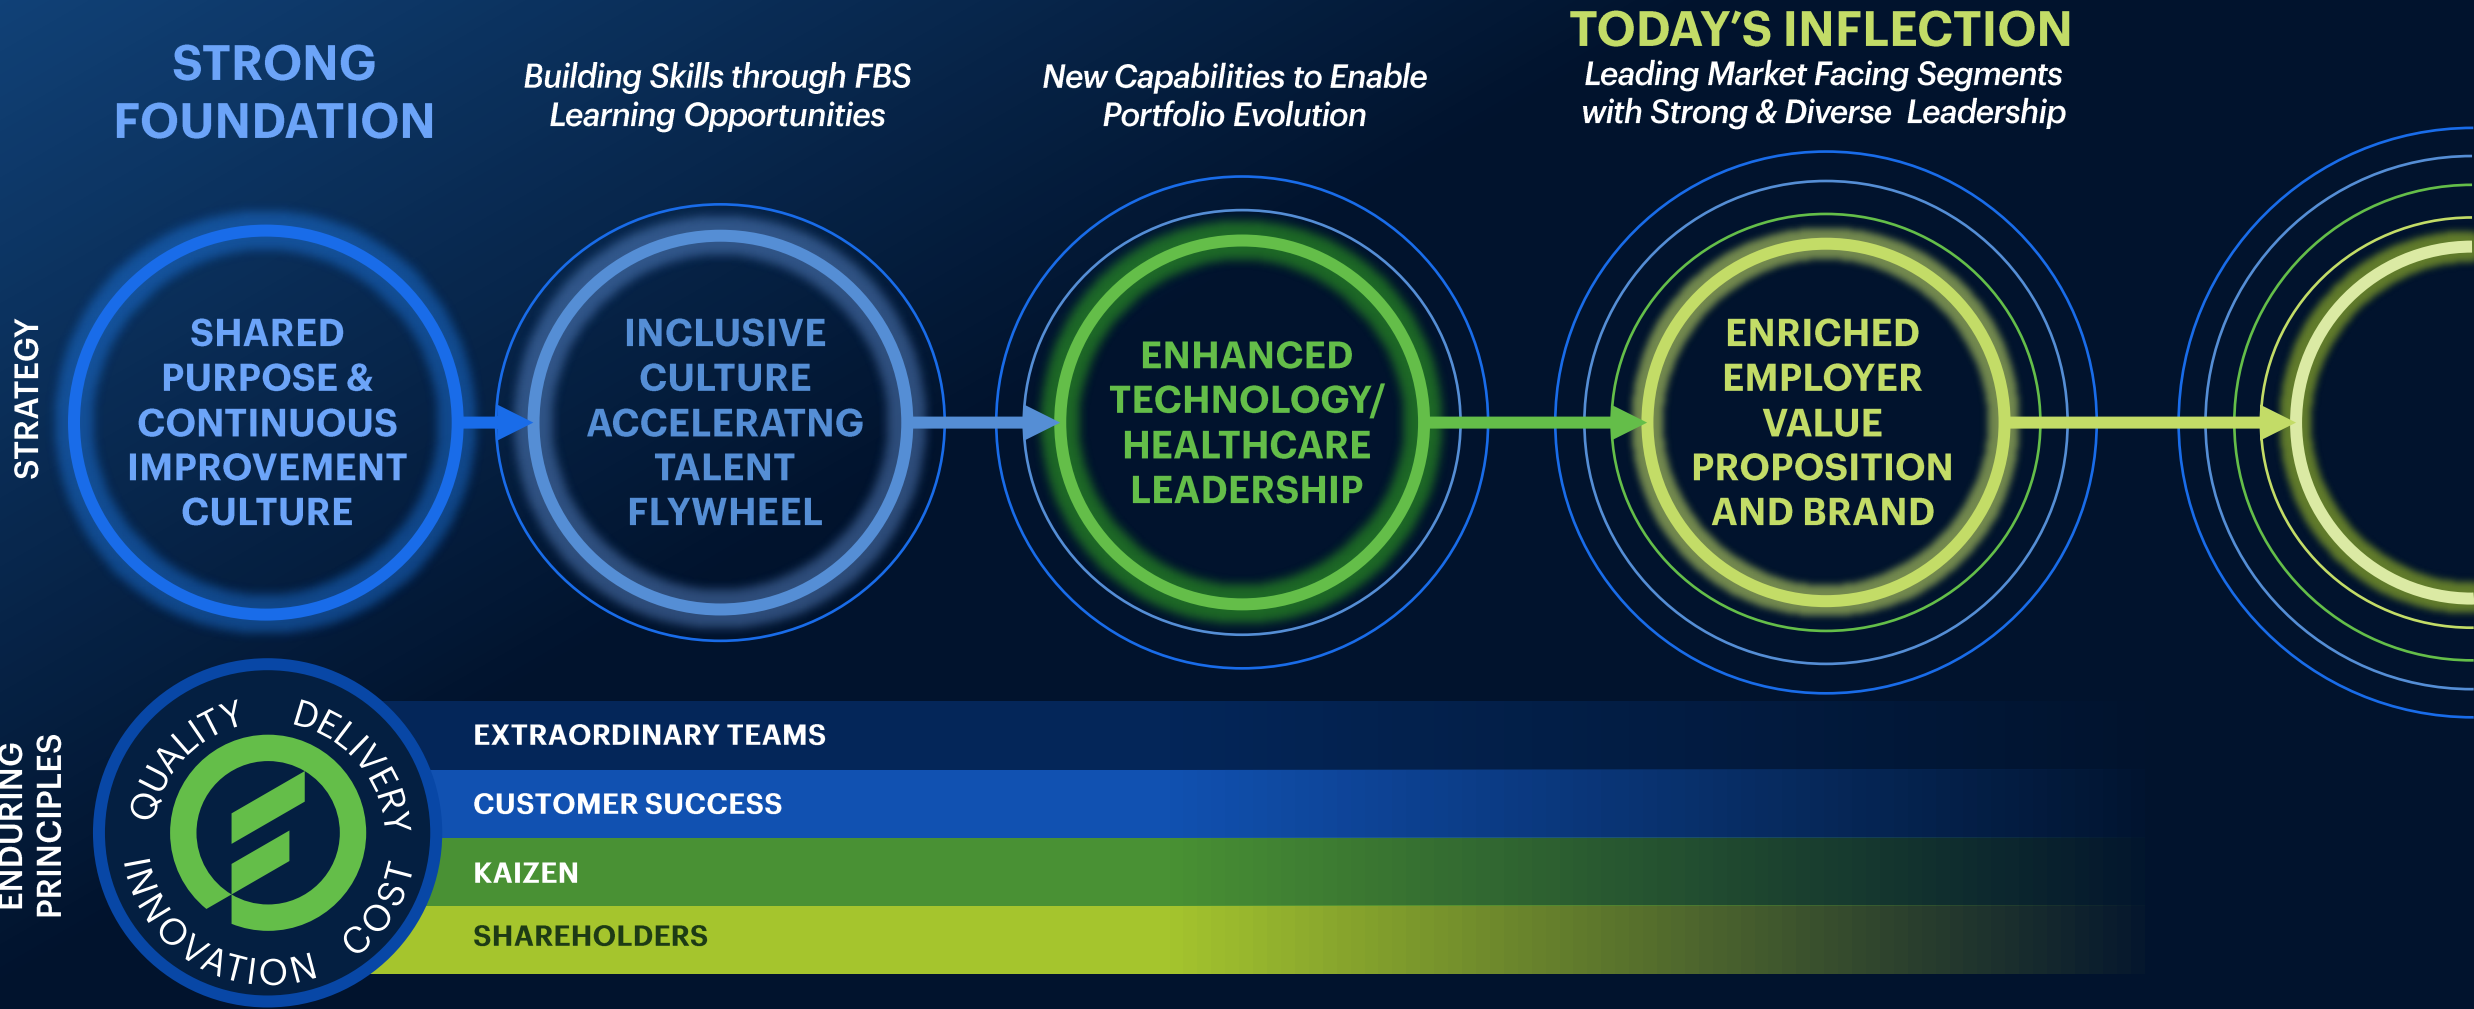 STRONG
FOUNDATION
Building Skills through FBS
Learning Opportunities
New Capabilities to Enable
Portfolio Evolution
TODAY’S INFLECTION
Leading Market Facing Segments
with Strong & Diverse Leadership
STRATEGY
SHARED
PURPOSE &
CONTINUOUS
IMPROVEMENT
CULTURE
INCLUSIVE
CULTURE
ACCELERATNG
TALENT
FLYWHEEL
ENHANCED
TECHNOLOGY/
HEALTHCARE
LEADERSHIP
ENRICHED
EMPLOYER
VALUE
PROPOSITION
AND BRAND
ENDURING
PRINCIPLES
QUALITY
DELIVERY
INNOVATION
COST
EXTRAORDINARY TEAMS
CUSTOMER SUCCESS
KAIZEN
SHAREHOLDERS